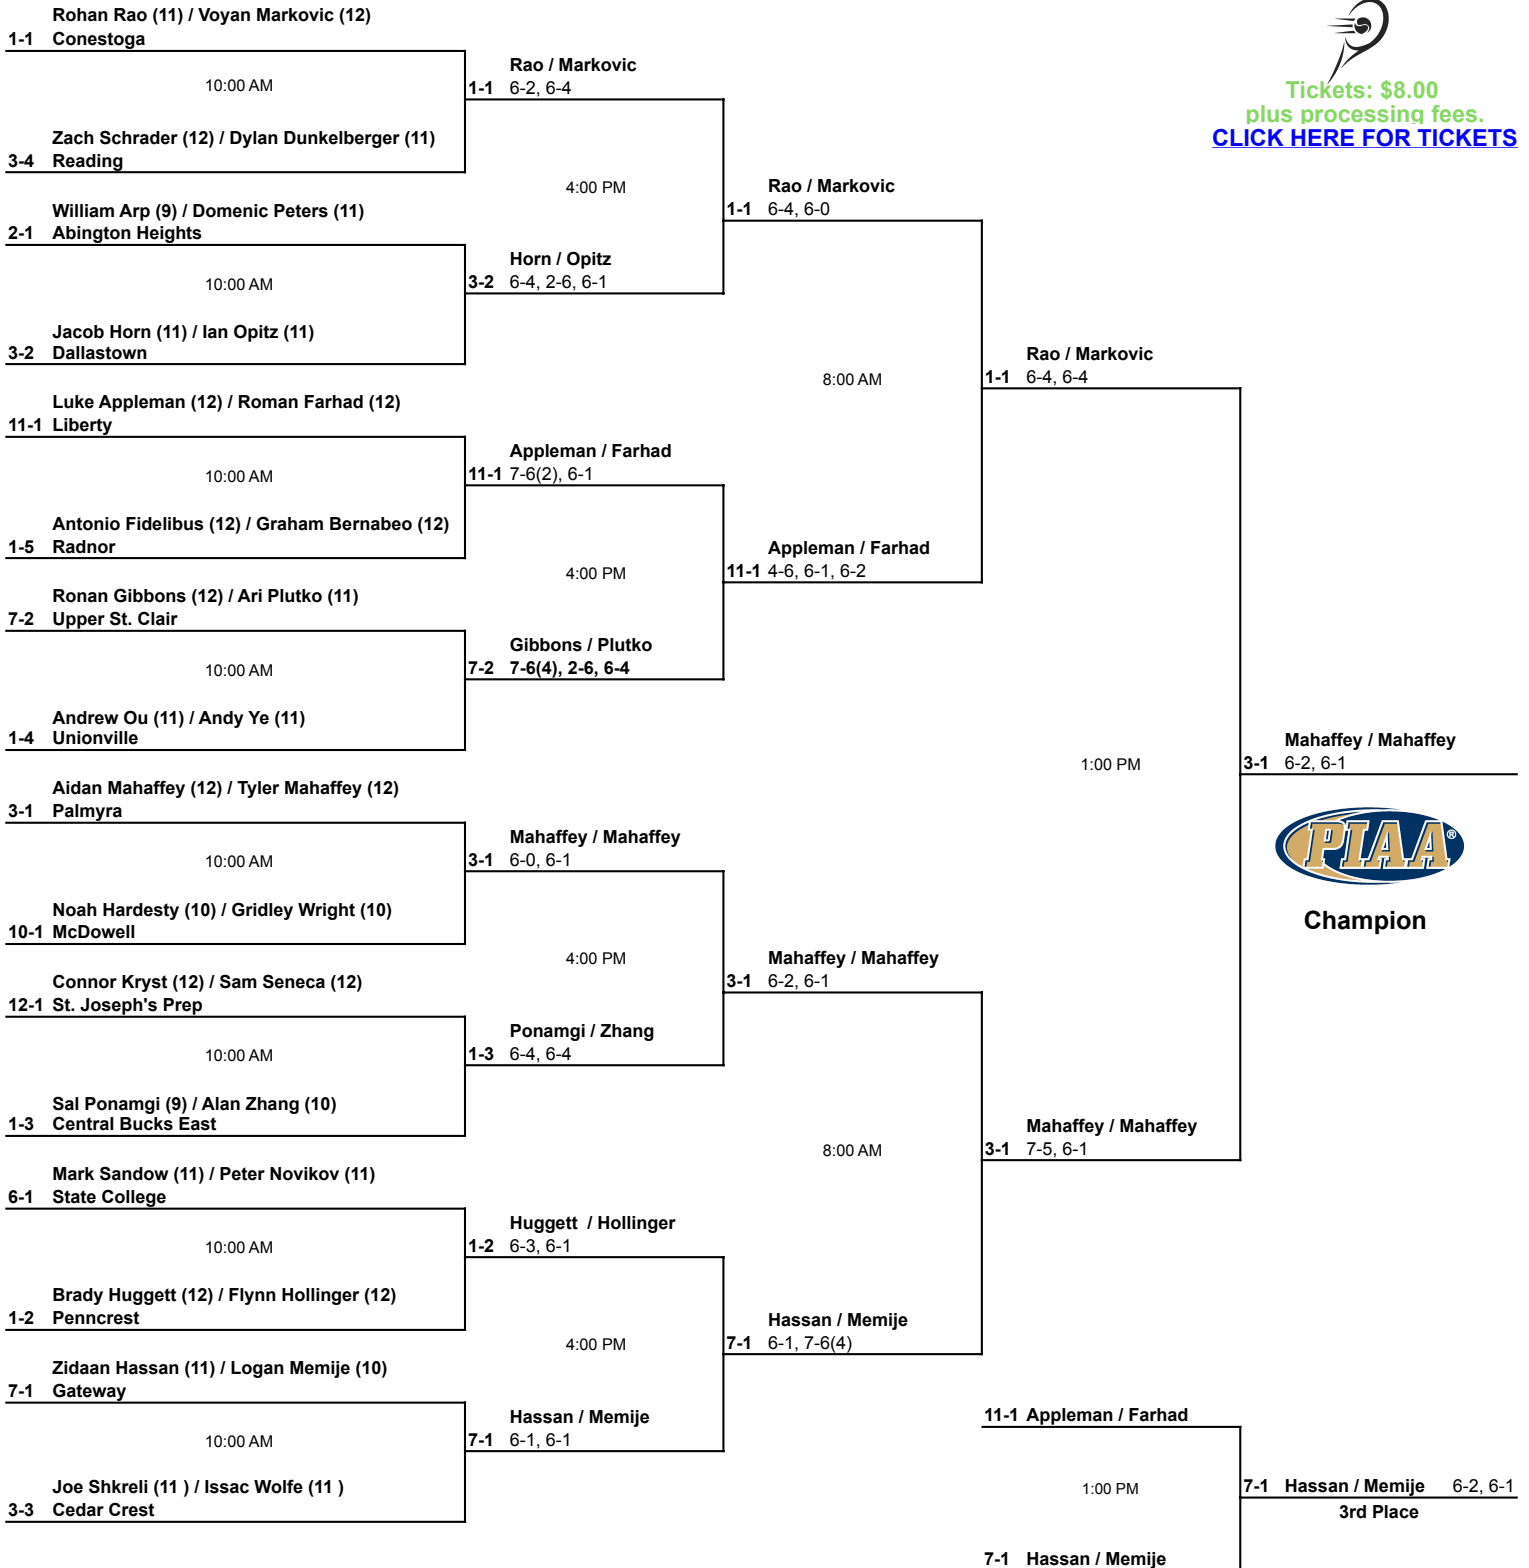 Rohan Rao (11) / Voyan Markovic (12)
1-1 Conestoga
10:00 AM
Zach Schrader (12) / Dylan Dunkelberger (11)
3-4 Reading
William Arp (9) / Domenic Peters (11)
2-1 Abington Heights
10:00 AM
Jacob Horn (11) / Ian Opitz (11)
3-2 Dallastown
Luke Appleman (12) / Roman Farhad (12)
11-1 Liberty
10:00 AM
Antonio Fidelibus (12) / Graham Bernabeo (12)
1-5 Radnor
Ronan Gibbons (12) / Ari Plutko (11)
7-2 Upper St. Clair
10:00 AM
Andrew Ou (11) / Andy Ye (11)
1-4 Unionville
Aidan Mahaffey (12) / Tyler Mahaffey (12)
3-1 Palmyra
10:00 AM
Noah Hardesty (10) / Gridley Wright (10)
10-1 McDowell
Connor Kryst (12) / Sam Seneca (12)
12-1 St. Joseph's Prep
10:00 AM
Sal Ponamgi (9) / Alan Zhang (10)
1-3 Central Bucks East
Mark Sandow (11) / Peter Novikov (11)
6-1 State College
10:00 AM
Brady Huggett (12) / Flynn Hollinger (12)
1-2 Penncrest
Zidaan Hassan (11) / Logan Memije (10)
7-1 Gateway
10:00 AM
Joe Shkreli (11 ) / Issac Wolfe (11 )
3-3 Cedar Crest
Rao / Markovic
1-1 6-2, 6-4
4:00 PM
Horn / Opitz
3-2 6-4, 2-6, 6-1
Appleman / Farhad
11-1 7-6(2), 6-1
4:00 PM
Gibbons / Plutko
7-2 7-6(4), 2-6, 6-4
Mahaffey / Mahaffey
3-1 6-0, 6-1
4:00 PM
Ponamgi / Zhang
1-3 6-4, 6-4
Huggett / Hollinger
1-2 6-3, 6-1
4:00 PM
Hassan / Memije
7-1 6-1, 6-1
Rao / Markovic
1-1 6-4, 6-0
8:00 AM
Appleman / Farhad
11-1 4-6, 6-1, 6-2
Mahaffey / Mahaffey
3-1 6-2, 6-1
8:00 AM
Hassan / Memije
7-1 6-1, 7-6(4)
Rao / Markovic
1-1 6-4, 6-4
1:00 PM
Mahaffey / Mahaffey
3-1 7-5, 6-1
Tickets: $8.00
plus processing fees.
CLICK HERE FOR TICKETS
Mahaffey / Mahaffey
3-1 6-2, 6-1
PIAA®
Champion
11-1 Appleman / Farhad
1:00 PM
7-1 Hassan / Memije
7-1 Hassan / Memije 6-2, 6-1
3rd Place